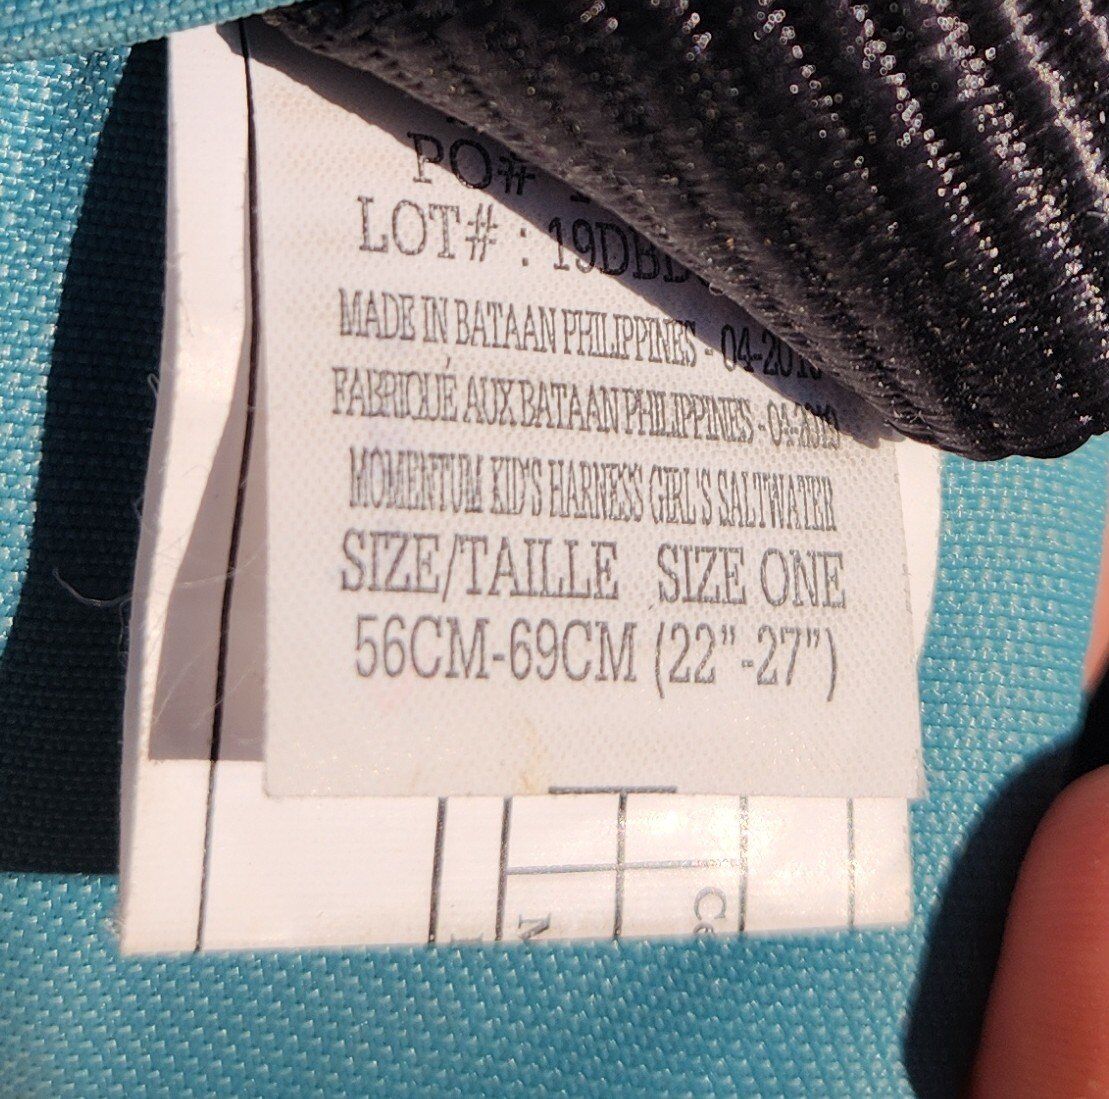 PO#
LOT# : 19DBD
MADE IN BATAAN PHILIPPINES - 04-2019
FABRIQUÉ AUX BATAAN PHILIPPINES - 04-2019
MOMENTUM KID'S HARNESS GIRL'S SALTWATER
SIZE/TAILLE SIZE ONE
56CM-69CM (22”-27”)